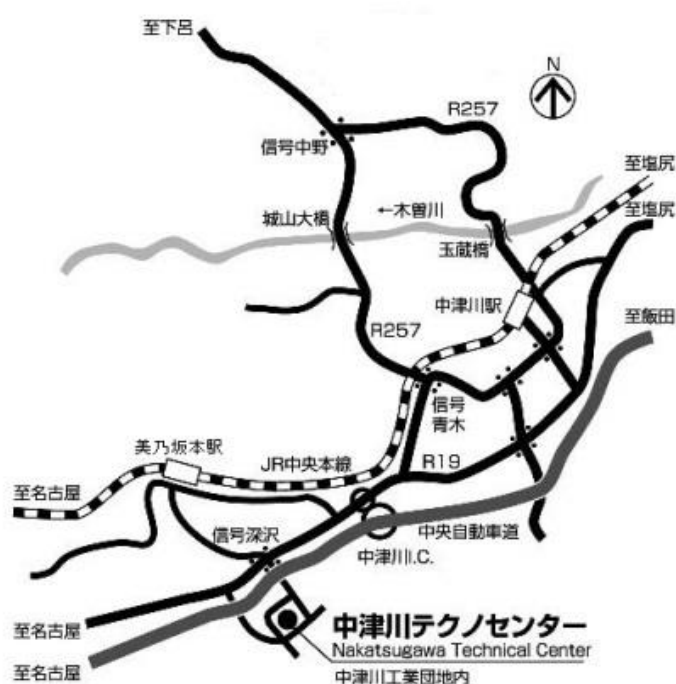 至下呂
N
R257
信号中野
至塩尻
城山大橋
←木曽川
至塩尻
玉蔵橋
中津川駅
至飯田
R257
信号
青木
美乃坂本駅
JR中央本線
R19
至名古屋
信号深沢
中央自動車道
中津川I.C.
至名古屋
中津川テクノセンター
Nakatsugawa Technical Center
至名古屋
中津川工業団地内